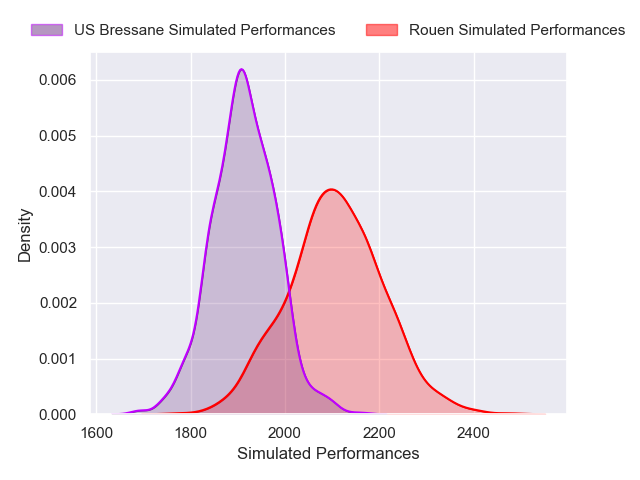 US Bressane Simulated Performances Rouen Simulated Performances
0.006
0.005
0.004
0.003
0.002
0.001
0.000
Density
1600 1800 2000 2200 2400
Simulated Performances